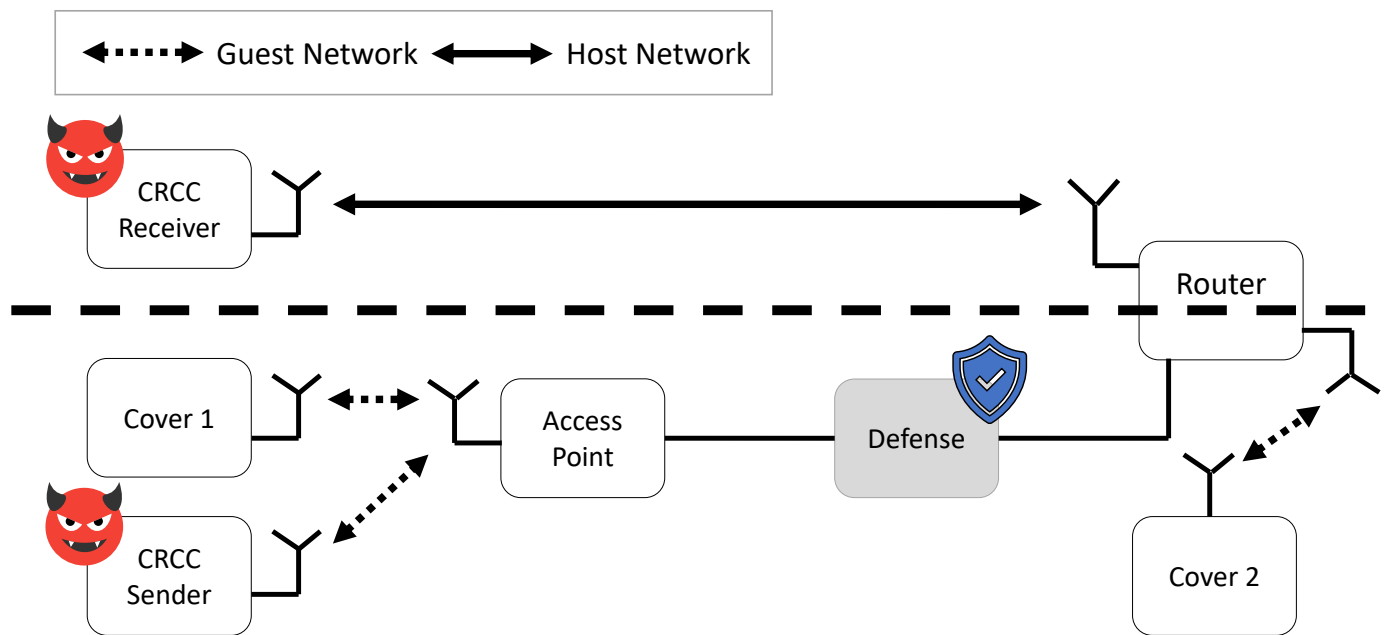 Guest Network
Host Network
CRCC
Receiver
Router
Cover 1
Access
Point
Defense
CRCC
Sender
Cover 2